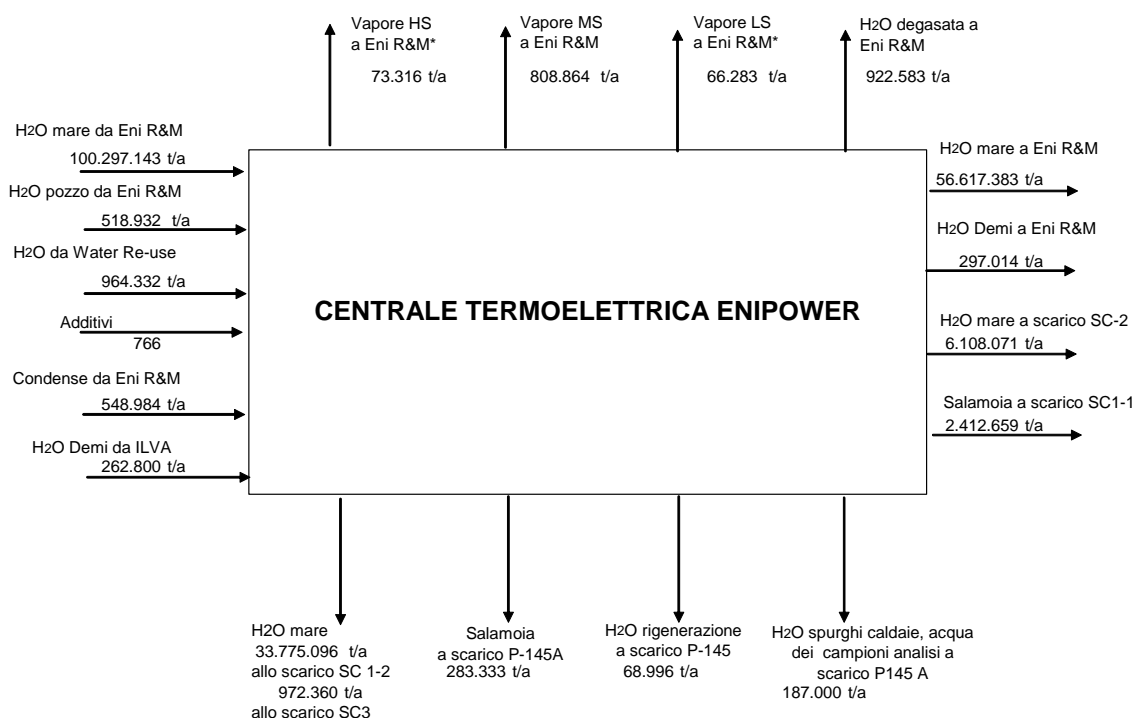 Vapore HS
a Eni R&M*
73.316 t/a
Vapore MS
a Eni R&M
808.864 t/a
Vapore LS
a Eni R&M*
66.283 t/a
H2O degasata a
Eni R&M
922.583 t/a
H2O mare da Eni R&M
100.297.143 t/a
H2O pozzo da Eni R&M
518.932 t/a
H2O da Water Re-use
964.332 t/a
Additivi
766
Condense da Eni R&M
548.984 t/a
H2O Demi da ILVA
262.800 t/a
CENTRALE TERMOELETTRICA ENIPOWER
H2O mare a Eni R&M
56.617.383 t/a
H2O Demi a Eni R&M
297.014 t/a
H2O mare a scarico SC-2
6.108.071 t/a
Salamoia a scarico SC1-1
2.412.659 t/a
H2O mare
33.775.096 t/a
allo scarico SC 1-2
972.360 t/a
allo scarico SC3
Salamoia
a scarico P-145A
283.333 t/a
H2O rigenerazione
a scarico P-145
68.996 t/a
H2O spurghi caldaie, acqua
dei campioni analisi a
scarico P145 A
187.000 t/a